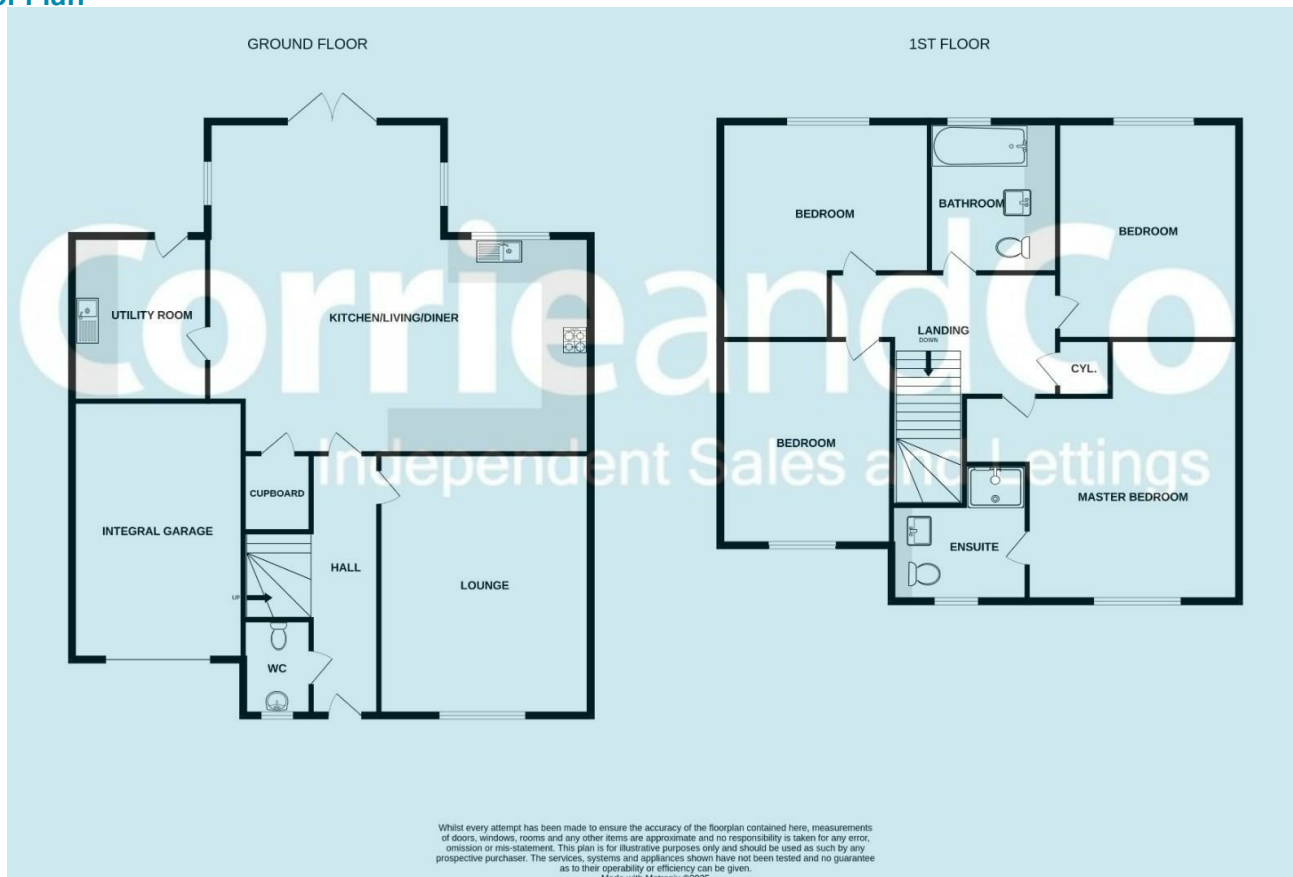 GROUND FLOOR
1ST FLOOR
BEDROOM
BATHROOM
BEDROOM
UTILITY ROOM
KITCHEN/LIVING/DINER
LANDING
DOWN
CYL.
CorrieandCo
Independent Sales and Lettings
BEDROOM
CUPBOARD
MASTER BEDROOM
INTEGRAL GARAGE
HALL
ENSUITE
LOUNGE
UP
WC
Whilst every attempt has been made to ensure the accuracy of the floorplan contained here, measurements
of doors, windows, rooms and any other items are approximate and no responsibility is taken for any error,
omission or mis-statement. This plan is for illustrative purposes only and should be used as such by any
prospective purchaser. The services, systems and appliances shown have not been tested and no guarantee
as to their operability or efficiency can be given.